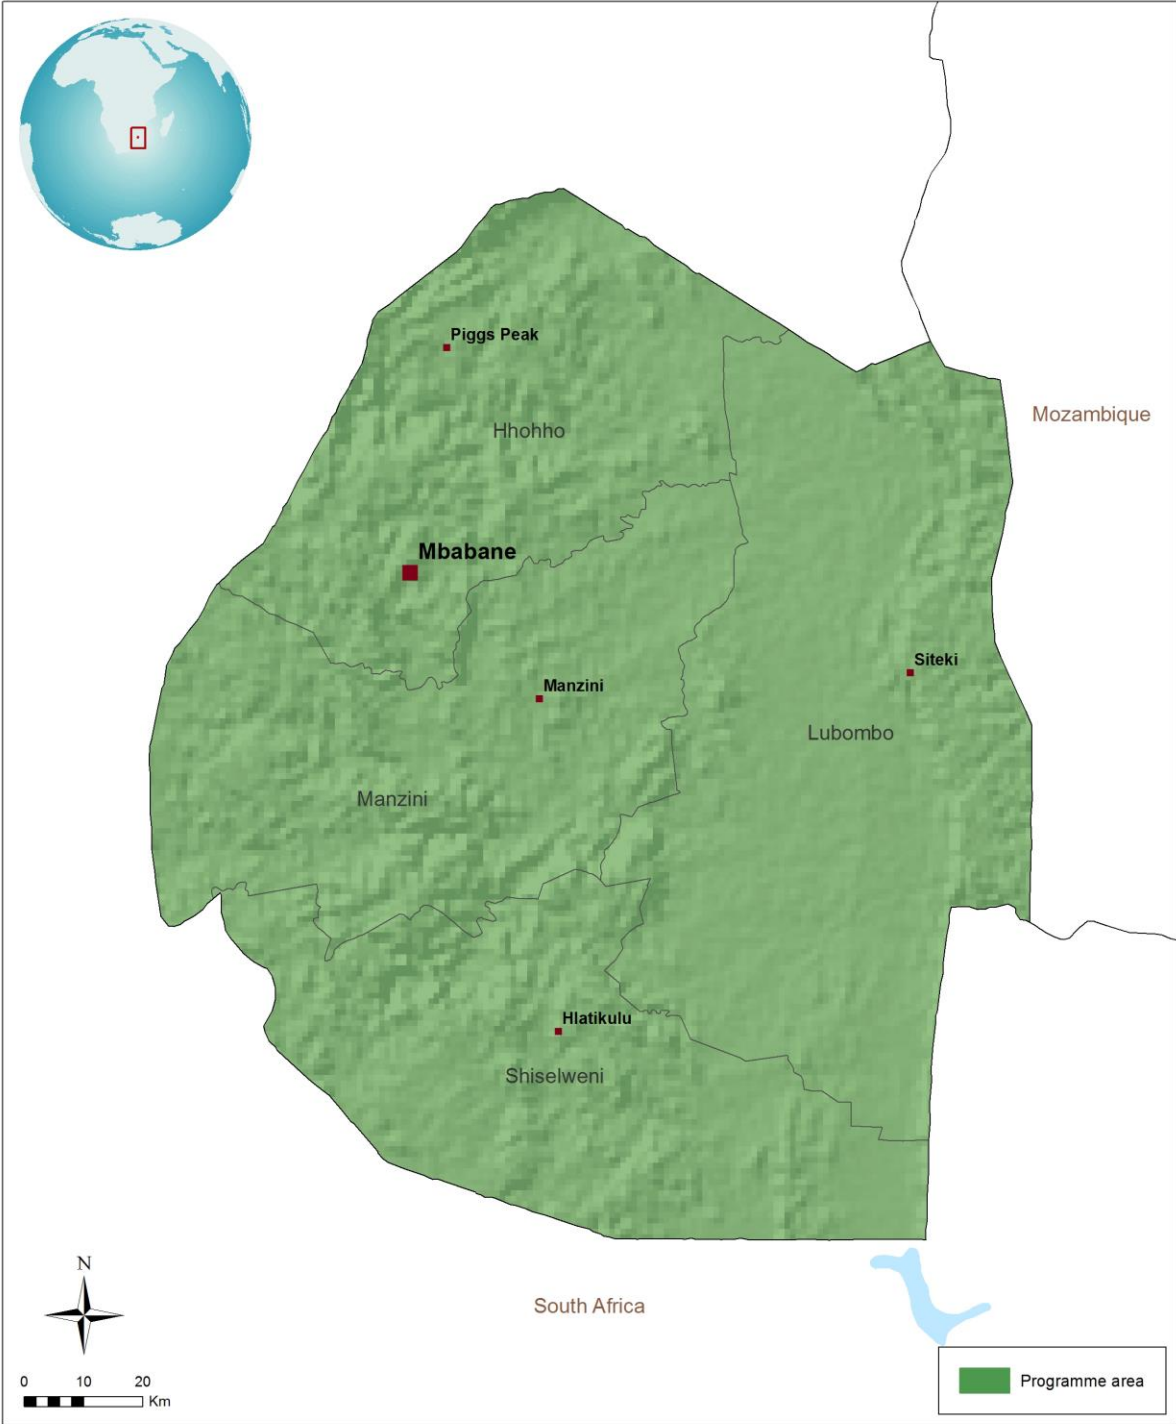 Piggs Peak
Hhohho
Mozambique
Mbabane
Siteki
Manzini
Lubombo
Manzini
Hlatikulu
Shiselweni
N
South Africa
0 10 20
Km
Programme area